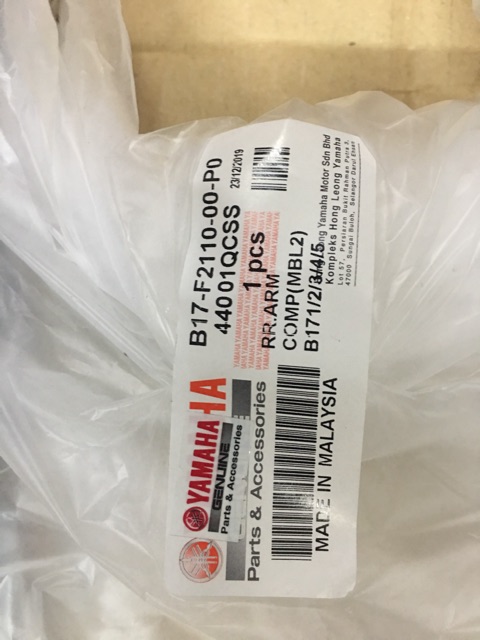 B17-F2110-00-P0
23/12/2019
44001QCSS
1 pcs
RR.ARM
COMP(MBL2)
B171/2/3/4/5
Hong Leong Yamaha Motor Sdn Bhd
Kompleks Hong Leong Yamaha
Lot 57, Persiaran Bukit Rahman Putra 3,
47000 Sungai Buloh, Selangor Darul Ehsan
YAMAHA
GENUINE
Parts & Accessories
HA
Parts & Accessories
MADE IN MALAYSIA